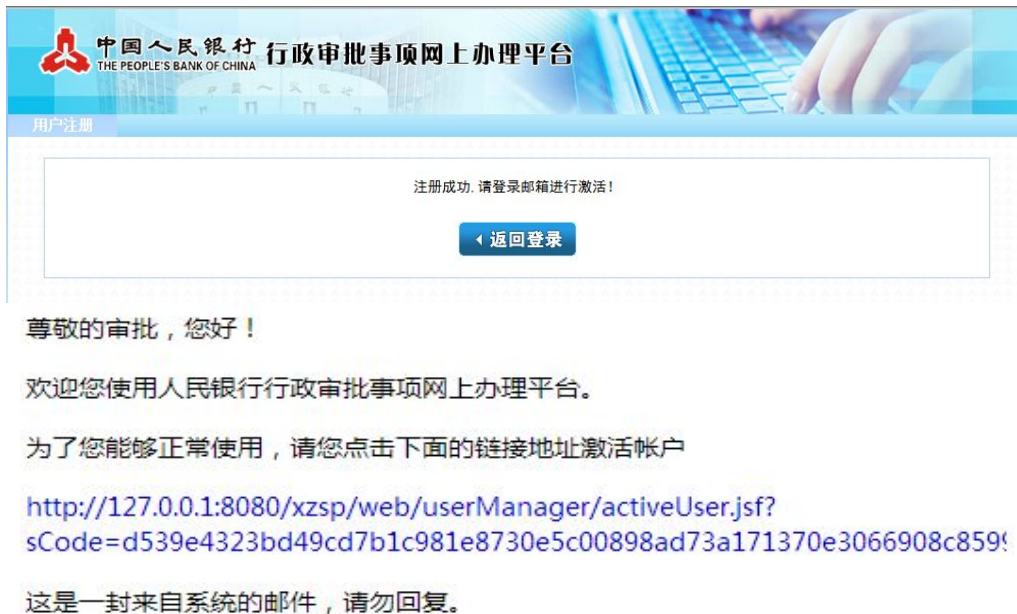 中国人民银行 行政审批事项网上办理平台
THE PEOPLE'S BANK OF CHINA
用户注册
注册成功,请登录邮箱进行激活!
返回登录
尊敬的审批，您好！
欢迎您使用人民银行行政审批事项网上办理平台。
为了您能够正常使用，请您点击下面的链接地址激活帐户
http://127.0.0.1:8080/xzsp/web/userManager/activeUser.jsf?
sCode=d539e4323bd49cd7b1c981e8730e5c00898ad73a171370e3066908c859
这是一封来自系统的邮件，请勿回复。